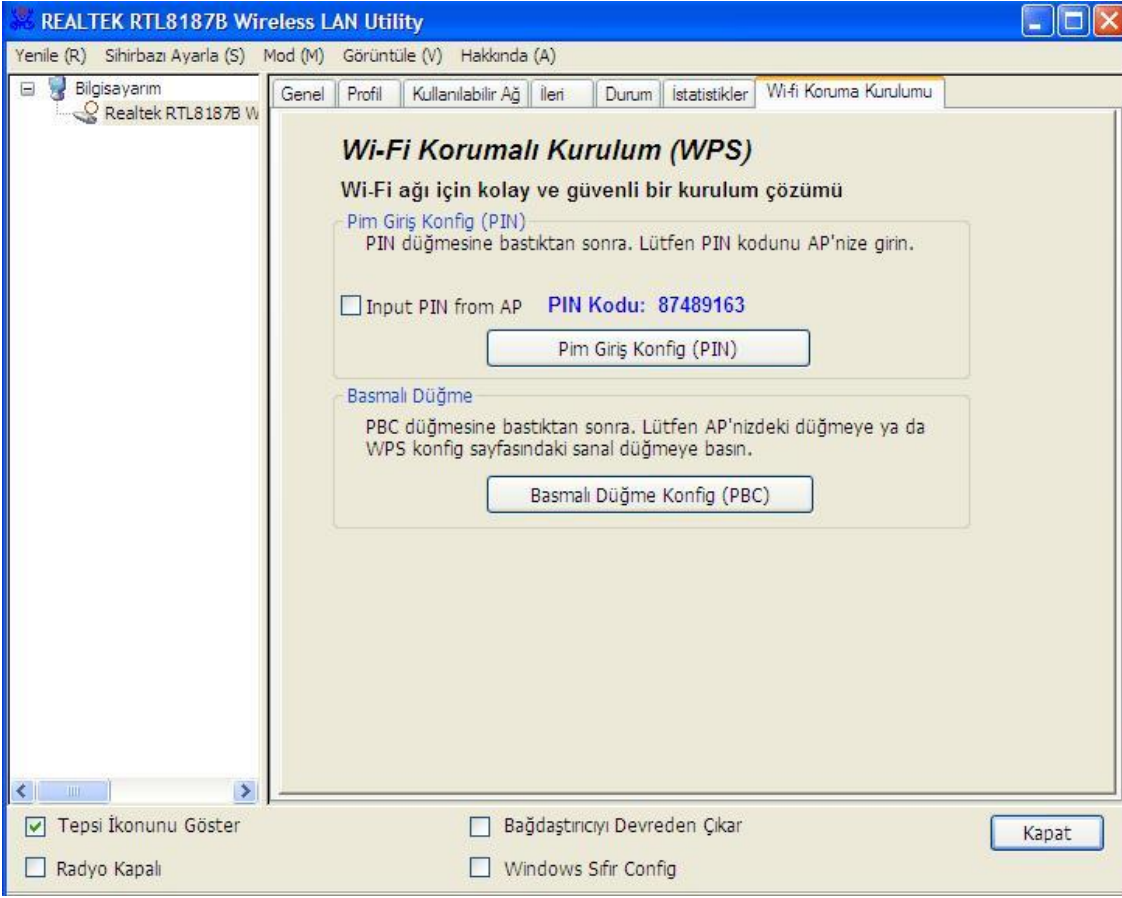 REALTEK RTL8187B Wireless LAN Utility
Yenile (R) Sihirbazı Ayarla (S) Mod (M) Görüntüle (V) Hakkında (A)
Bilgisayarım
Realtek RTL8187B W
Genel Profil Kullanılabilir Ağ İleri Durum İstatistikler Wi-fi Koruma Kurulumu
Wi-Fi Korumalı Kurulum (WPS)
Wi-Fi ağı için kolay ve güvenli bir kurulum çözümü
Pim Giriş Konfig (PIN)
PIN düğmesine bastıktan sonra. Lütfen PIN kodunu AP'nize girin.
Input PIN from AP PIN Kodu: 87489163
Pim Giriş Konfig (PIN)
Basmalı Düğme
PBC düğmesine bastıktan sonra. Lütfen AP'nizdeki düğmeye ya da
WPS konfig sayfasındaki sanal düğmeye basın.
Basmalı Düğme Konfig (PBC)
Tepsi İkonunu Göster Bağdaştırıcıyı Devreden Çıkar Kapat
Radyo Kapalı Windows Sıfır Config